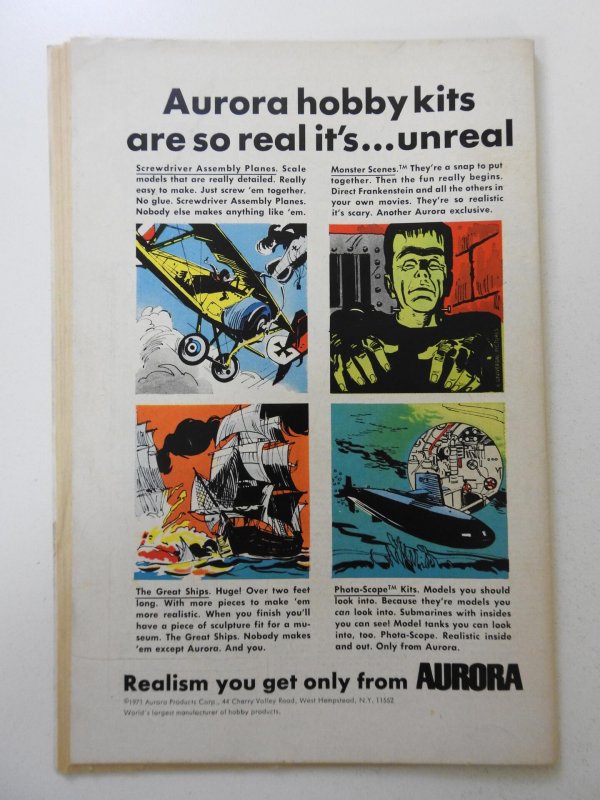 Aurora hobby kits
are so real it's...unreal
Screwdriver Assembly Planes. Scale
models that are really detailed. Really
easy to make. Just screw 'em together.
No glue. Screwdriver Assembly Planes.
Nobody else makes anything like 'em.
Monster Scenes.™ They're a snap to put
together. Then the fun really begins.
Direct Frankenstein and all the others in
your own movies. They're so realistic
it's scary. Another Aurora exclusive.
© UNIVERSAL PICTURES
The Great Ships. Huge! Over two feet
long. With more pieces to make 'em
more realistic. When you finish you'll
have a piece of sculpture fit for a mu-
seum. The Great Ships. Nobody makes
'em except Aurora. And you.
Phota-Scope™ Kits. Models you should
look into. Because they're models you
can look into. Submarines with insides
you can see! Model tanks you can look
into, too. Phota-Scope. Realistic inside
and out. Only from Aurora.
Realism you get only from AURORA
©1971 Aurora Products Corp., 44 Cherry Valley Road, West Hempstead, N.Y. 11552
World's largest manufacturer of hobby products.